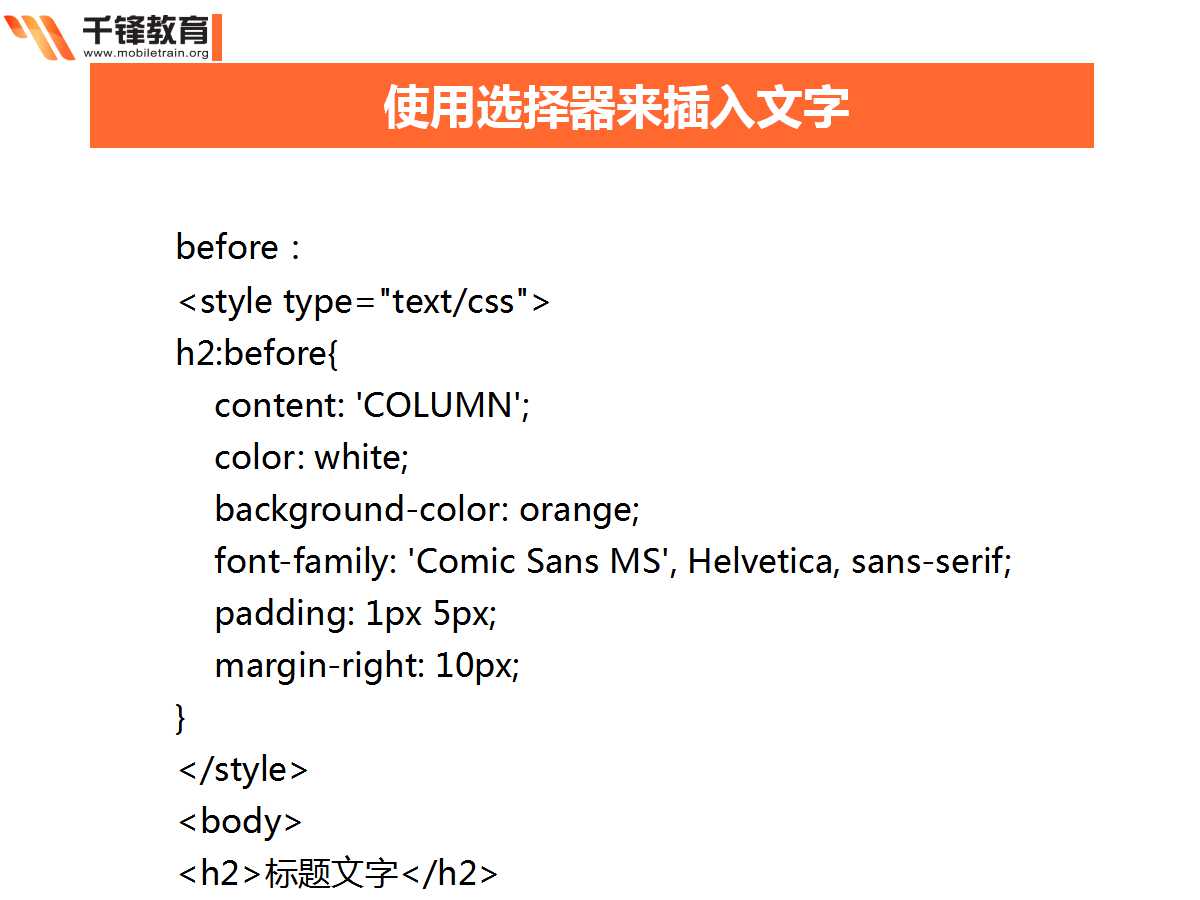 千锋教育
www.mobiletrain.org
使用选择器来插入文字
before：
<style type="text/css">
h2:before{
    content: 'COLUMN';
    color: white;
    background-color: orange;
    font-family: 'Comic Sans MS', Helvetica, sans-serif;
    padding: 1px 5px;
    margin-right: 10px;
}
</style>
<body>
<h2>标题文字</h2>